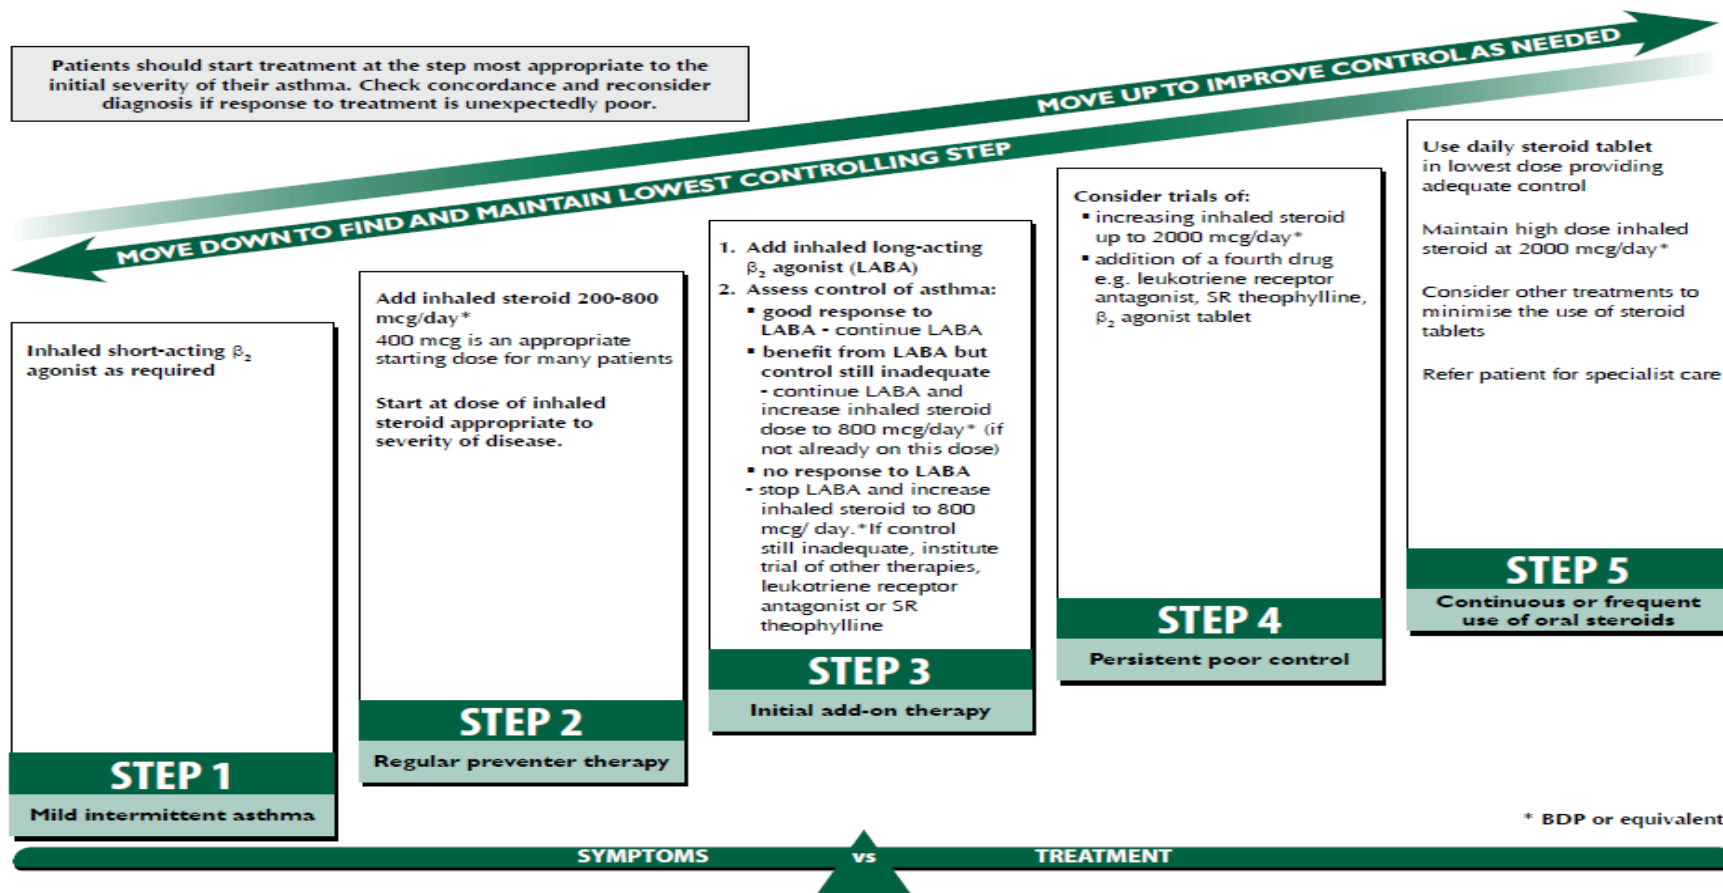 Patients should start treatment at the step most appropriate to the
initial severity of their asthma. Check concordance and reconsider
diagnosis if response to treatment is unexpectedly poor.
MOVE UP TO IMPROVE CONTROL AS NEEDED
MOVE DOWN TO FIND AND MAINTAIN LOWEST CONTROLLING STEP
Inhaled short-acting β₂
agonist as required
STEP 1
Mild intermittent asthma
Add inhaled steroid 200-800
mcg/day*
400 mcg is an appropriate
starting dose for many patients
Start at dose of inhaled
steroid appropriate to
severity of disease.
STEP 2
Regular preventer therapy
1. Add inhaled long-acting
β₂ agonist (LABA)
2. Assess control of asthma:
▪ good response to
LABA - continue LABA
▪ benefit from LABA but
control still inadequate
- continue LABA and
increase inhaled steroid
dose to 800 mcg/day* (if
not already on this dose)
▪ no response to LABA
- stop LABA and increase
inhaled steroid to 800
mcg/ day.*If control
still inadequate, institute
trial of other therapies,
leukotriene receptor
antagonist or SR
theophylline
STEP 3
Initial add-on therapy
Consider trials of:
▪ increasing inhaled steroid
up to 2000 mcg/day*
▪ addition of a fourth drug
e.g. leukotriene receptor
antagonist, SR theophylline,
β₂ agonist tablet
STEP 4
Persistent poor control
Use daily steroid tablet
in lowest dose providing
adequate control
Maintain high dose inhaled
steroid at 2000 mcg/day*
Consider other treatments to
minimise the use of steroid
tablets
Refer patient for specialist care
STEP 5
Continuous or frequent
use of oral steroids
* BDP or equivalent
SYMPTOMS vs TREATMENT